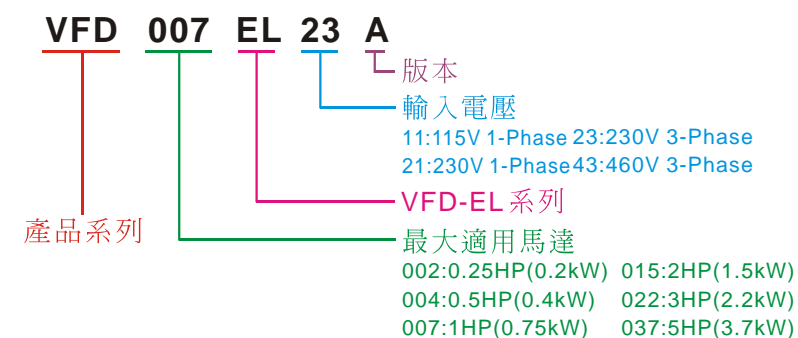 VFD 007 EL 23 A
版本
輸入電壓
11:115V 1-Phase 23:230V 3-Phase
21:230V 1-Phase 43:460V 3-Phase
VFD-EL 系列
產品系列
最大適用馬達
002:0.25HP(0.2kW) 015:2HP(1.5kW)
004:0.5HP(0.4kW) 022:3HP(2.2kW)
007:1HP(0.75kW) 037:5HP(3.7kW)